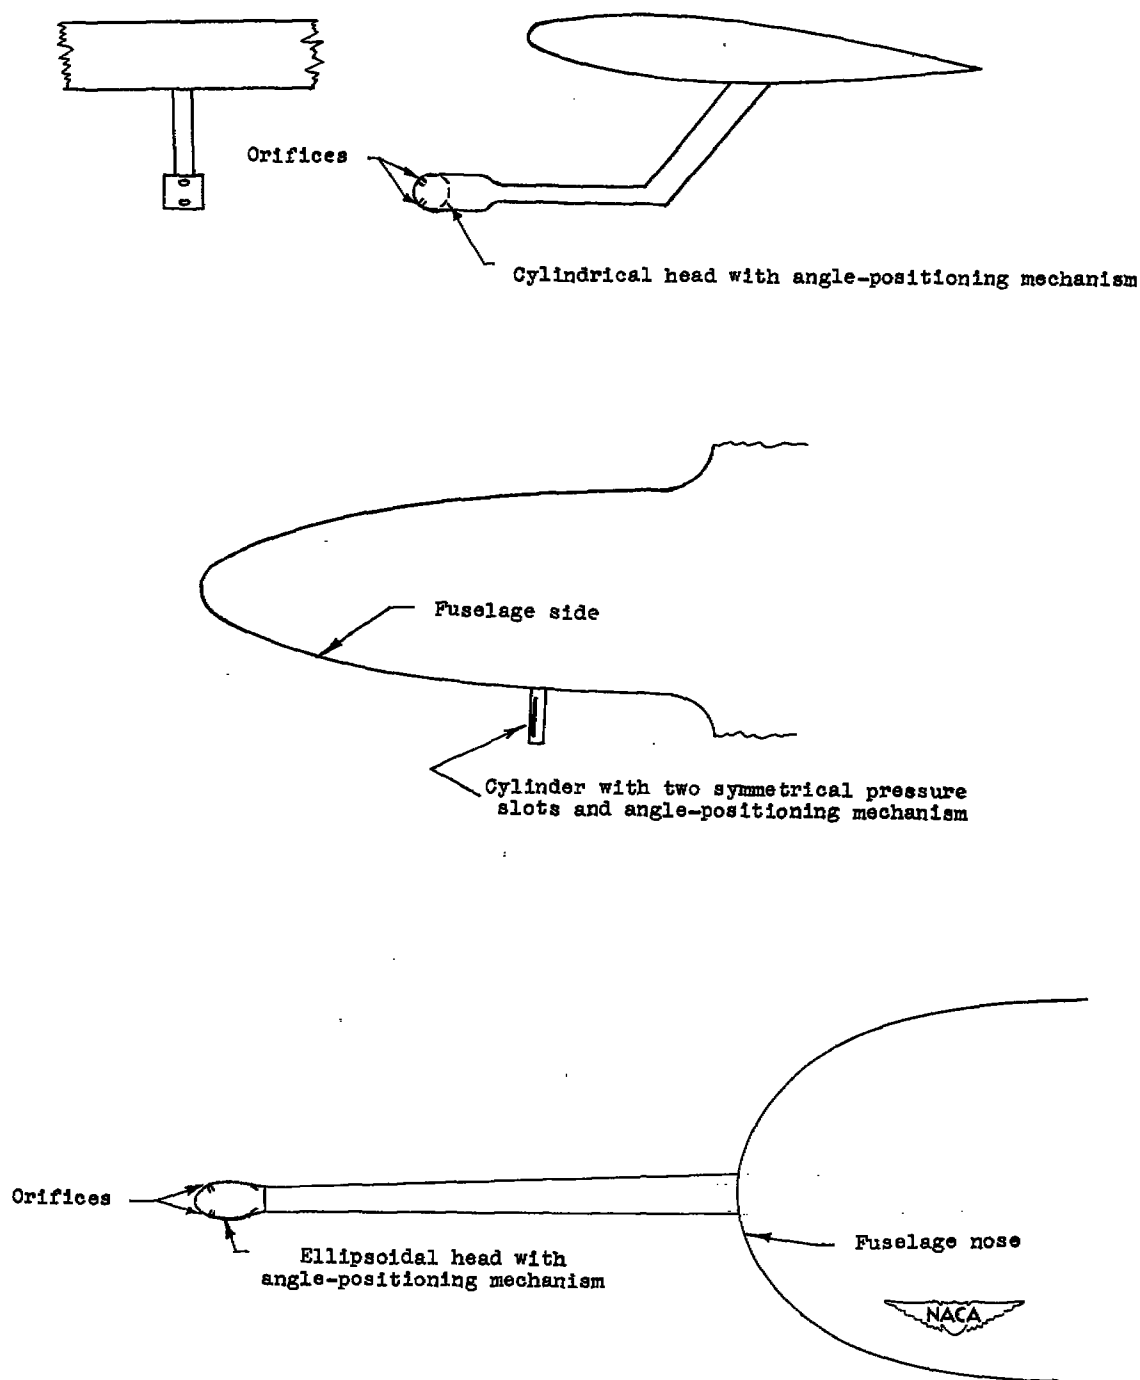 Orifices
Cylindrical head with angle-positioning mechanism
Fuselage side
Cylinder with two symmetrical pressure
slots and angle-positioning mechanism
Orifices
Ellipsoidal head with
angle-positioning mechanism
Fuselage nose
NACA